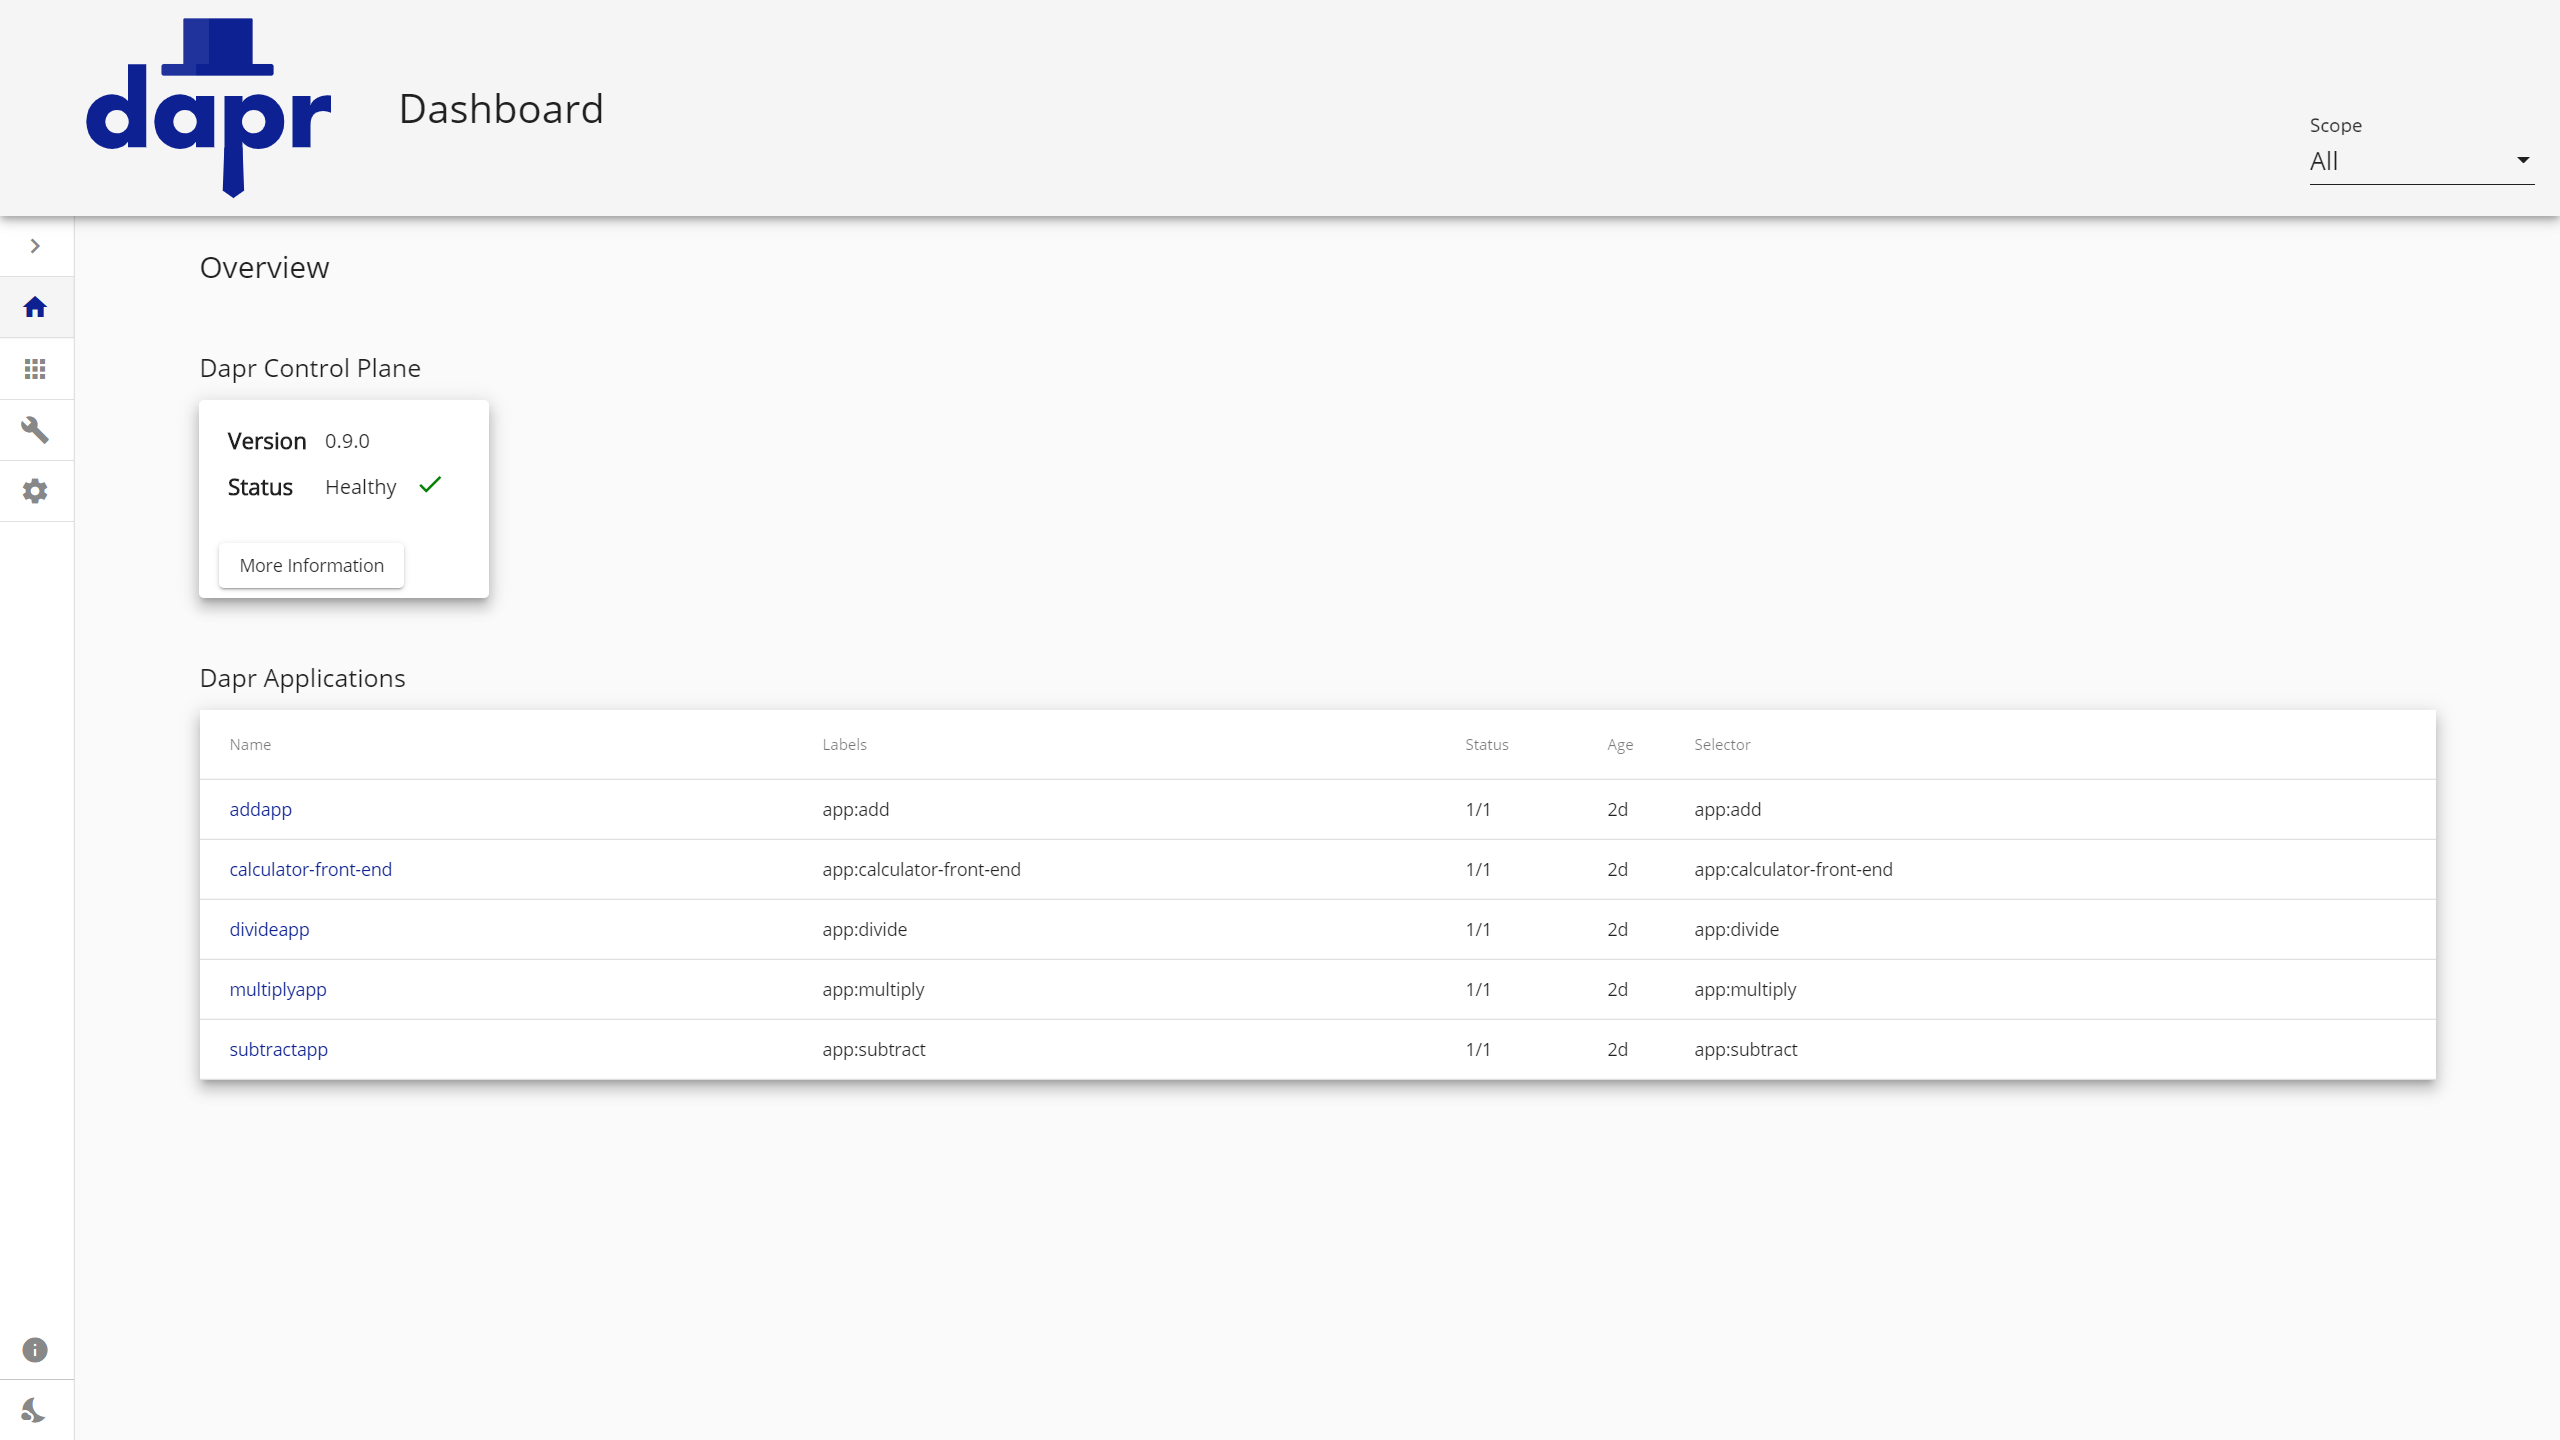 dapr
Dashboard
Scope
All
Overview
Dapr Control Plane
Version 0.9.0
Status Healthy
More Information
Dapr Applications
Name Labels Status Age Selector
addapp app:add 1/1 2d app:add
calculator-front-end app:calculator-front-end 1/1 2d app:calculator-front-end
divideapp app:divide 1/1 2d app:divide
multiplyapp app:multiply 1/1 2d app:multiply
subtractapp app:subtract 1/1 2d app:subtract